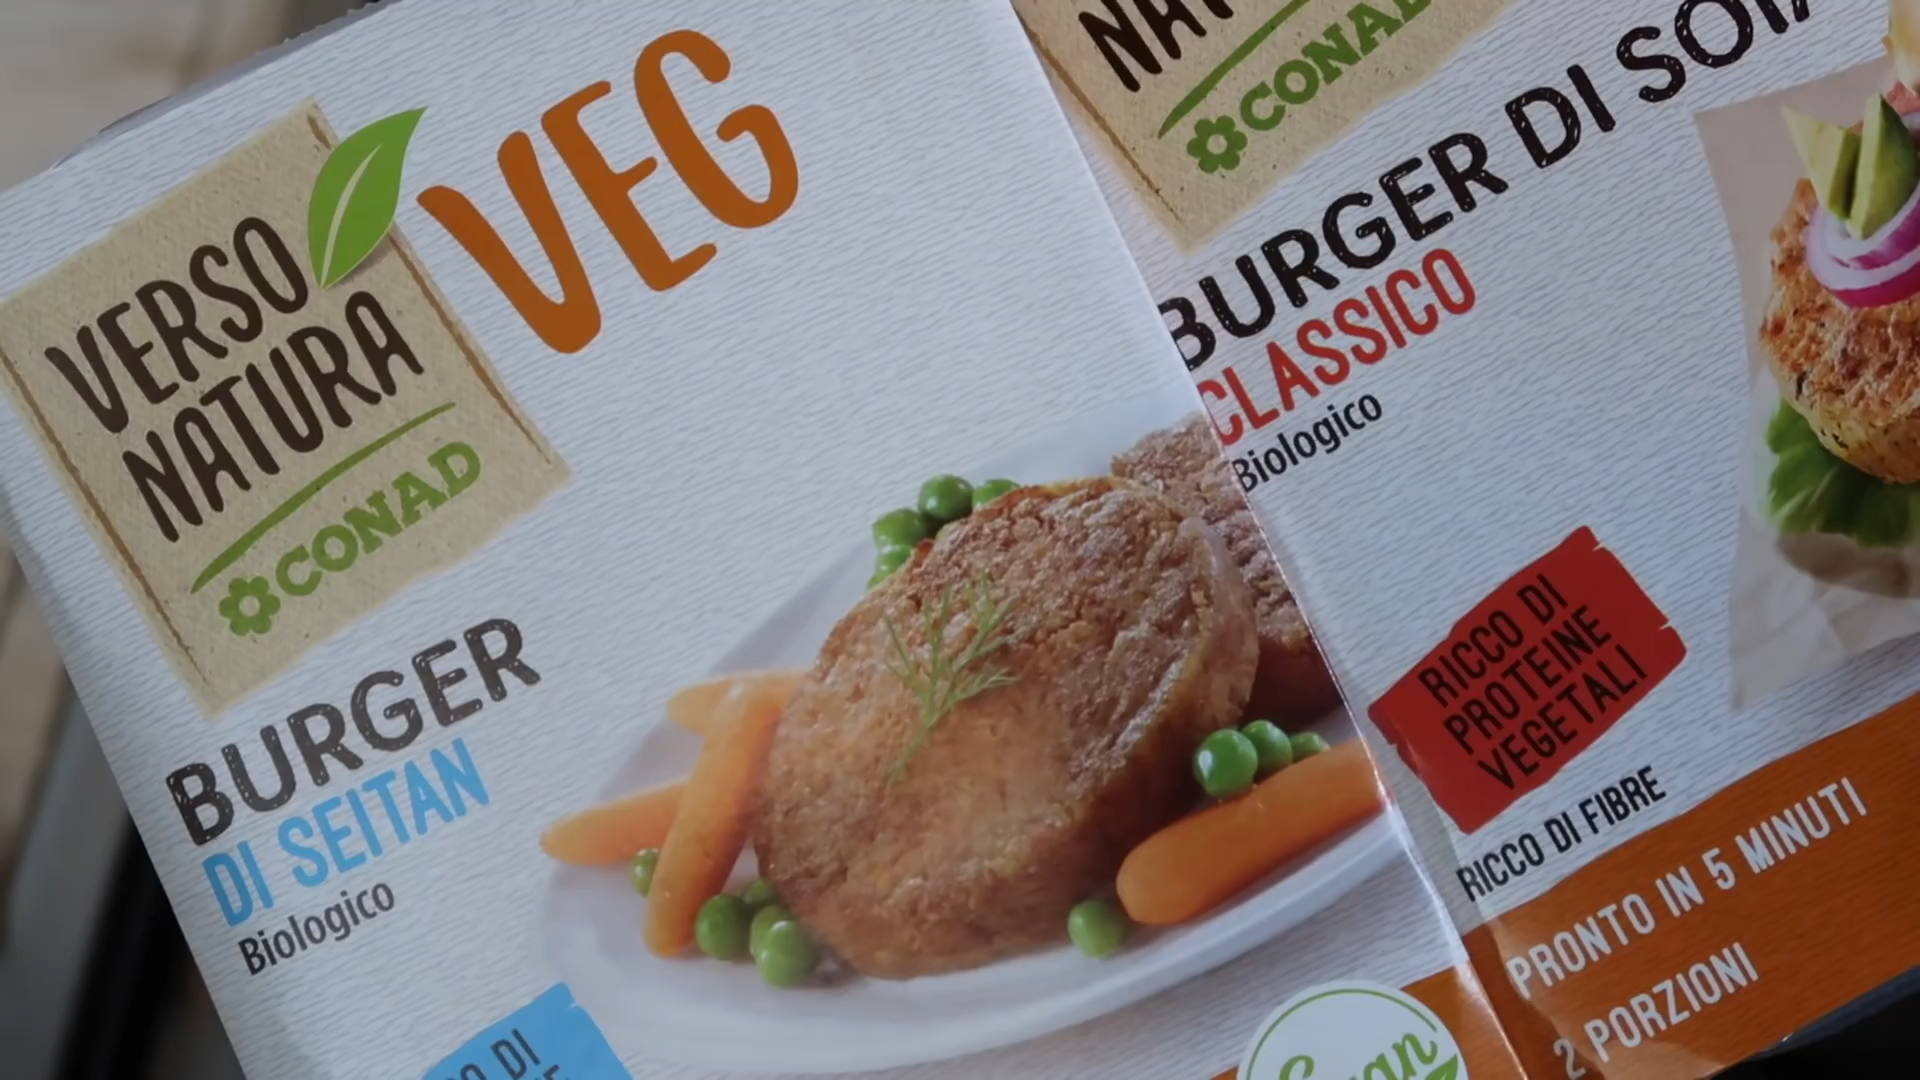 VERSO
NATURA
CONAD
VEG
BURGER
DI SEITAN
Biologico
DI
CONAD
BURGER DI SOIA
CLASSICO
Biologico
RICCO DI
PROTEINE
VEGETALI
RICCO DI FIBRE
PRONTO IN 5 MINUTI
2 PORZIONI